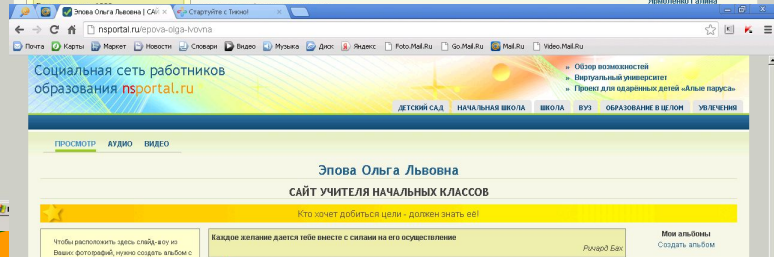 Ярмоленко Галина
Эпова Ольга Львовна | САЙ
Стартуйте с Тикно!
nsportal.ru/epova-olga-lvovna
Почта Карты Маркет Новости Словари Видео Музыка Диск Яндекс Foto.Mail.Ru Go.Mail.Ru Mail.Ru Video.Mail.Ru
Социальная сеть работников
образования nsportal.ru
» Обзор возможностей
» Виртуальный университет
» Проект для одарённых детей «Алые паруса»
ДЕТСКИЙ САД НАЧАЛЬНАЯ ШКОЛА ШКОЛА ВУЗ ОБРАЗОВАНИЕ В ЦЕЛОМ УВЛЕЧЕНИЯ
ПРОСМОТР АУДИО ВИДЕО
Эпова Ольга Львовна
САЙТ УЧИТЕЛЯ НАЧАЛЬНЫХ КЛАССОВ
Кто хочет добиться цели - должен знать её!
Чтобы расположить здесь слайд-шоу из
Ваших фотографий, нужно создать альбом с
Каждое желание дается тебе вместе с силами на его осуществление
Ричард Бах
Мои альбомы
Создать альбом